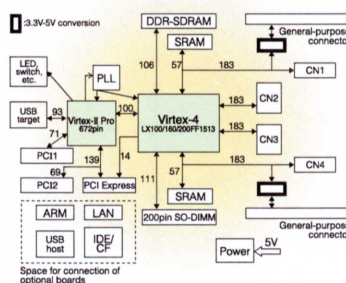 :3.3V-5V conversion
DDR-SDRAM
SRAM
General-purpose
connecto
LED,
switch,
etc.
PLL
106
57
183
CN1
USB
target
93
Virtex-II Pro
672pin
100
Virtex-4
LX100/160/200FF1513
183
CN2
71
183
CN3
PCI1
139
14
69
PCI2
PCI Express
111
57
183
CN4
SRAM
200pin SO-DIMM
ARM
LAN
USB
host
IDE/
CF
General-purpose
connecto
Power
5V
Space for connection of
optional boards